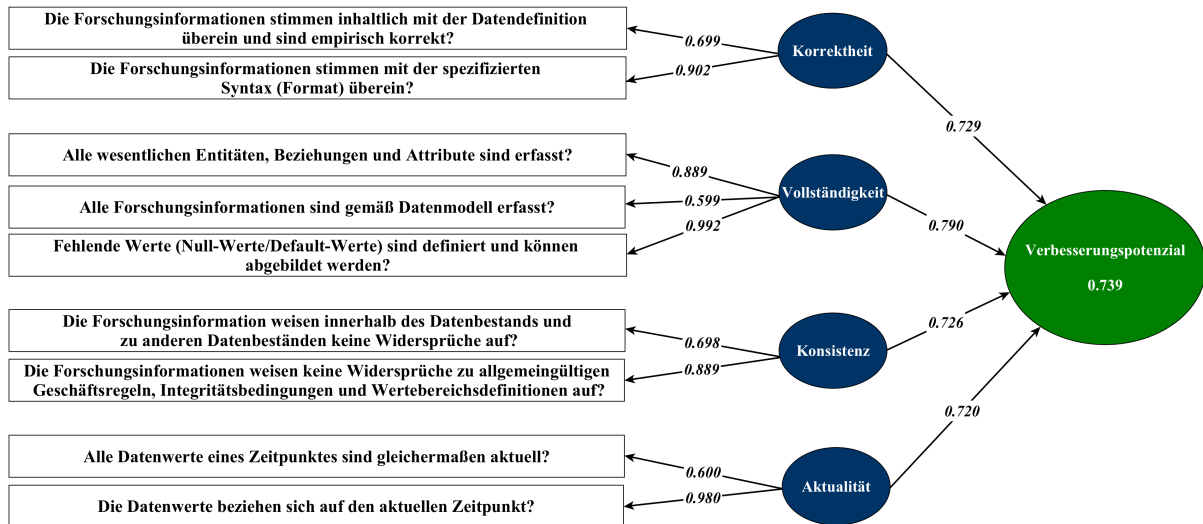 Die Forschungsinformationen stimmen inhaltlich mit der Datendefinition
überein und sind empirisch korrekt?
Die Forschungsinformationen stimmen mit der spezifizierten
Syntax (Format) überein?
0.699
0.902
Korrektheit
0.729
Alle wesentlichen Entitäten, Beziehungen und Attribute sind erfasst?
Alle Forschungsinformationen sind gemäß Datenmodell erfasst?
Fehlende Werte (Null-Werte/Default-Werte) sind definiert und können
abgebildet werden?
0.889
0.599
0.992
Vollständigkeit
0.790
Verbesserungspotenzial
0.739
Die Forschungsinformation weisen innerhalb des Datenbestands und
zu anderen Datenbeständen keine Widersprüche auf?
Die Forschungsinformationen weisen keine Widersprüche zu allgemeingültigen
Geschäftsregeln, Integritätsbedingungen und Wertebereichsdefinitionen auf?
0.698
0.889
Konsistenz
0.726
Alle Datenwerte eines Zeitpunktes sind gleichermaßen aktuell?
Die Datenwerte beziehen sich auf den aktuellen Zeitpunkt?
0.600
0.980
Aktualität
0.720